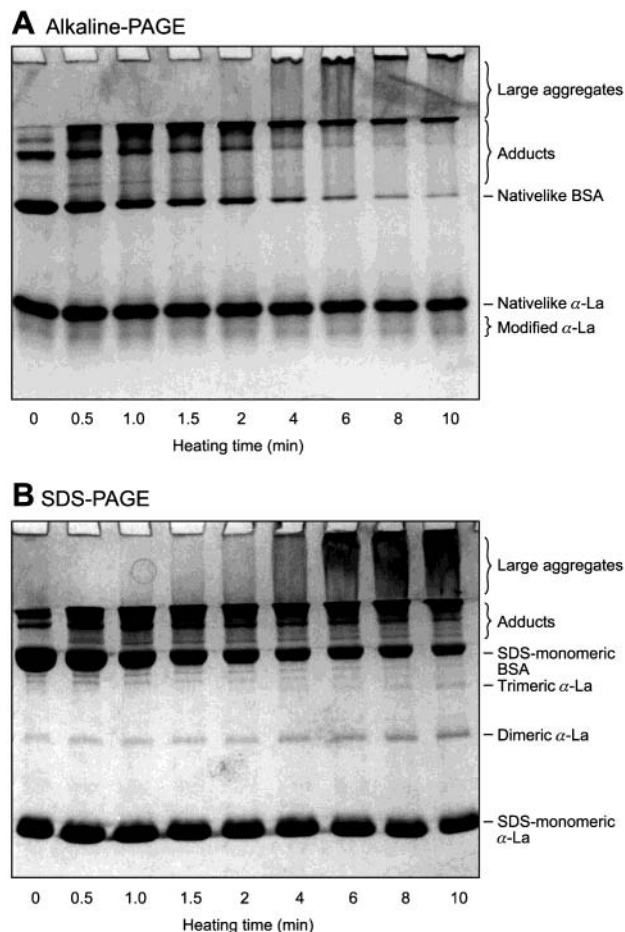 A Alkaline-PAGE
Large aggregates
Adducts
Nativelike BSA
Nativelike α-La
Modified α-La
0 0.5 1.0 1.5 2 4 6 8 10
Heating time (min)
B SDS-PAGE
Large aggregates
Adducts
SDS-monomeric
BSA
Trimeric α-La
Dimeric α-La
SDS-monomeric
α-La
0 0.5 1.0 1.5 2 4 6 8 10
Heating time (min)